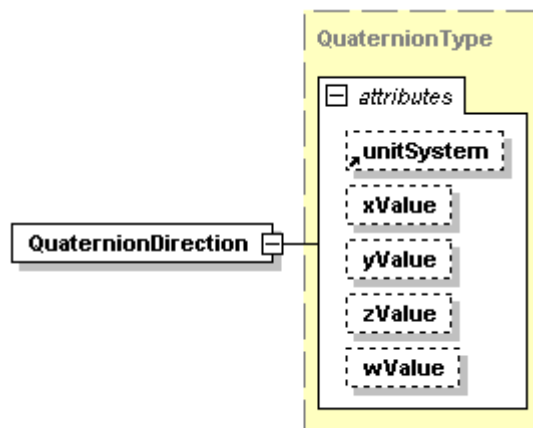 QuaternionType
attributes
unitSystem
xValue
QuaternionDirection
yValue
zValue
wValue